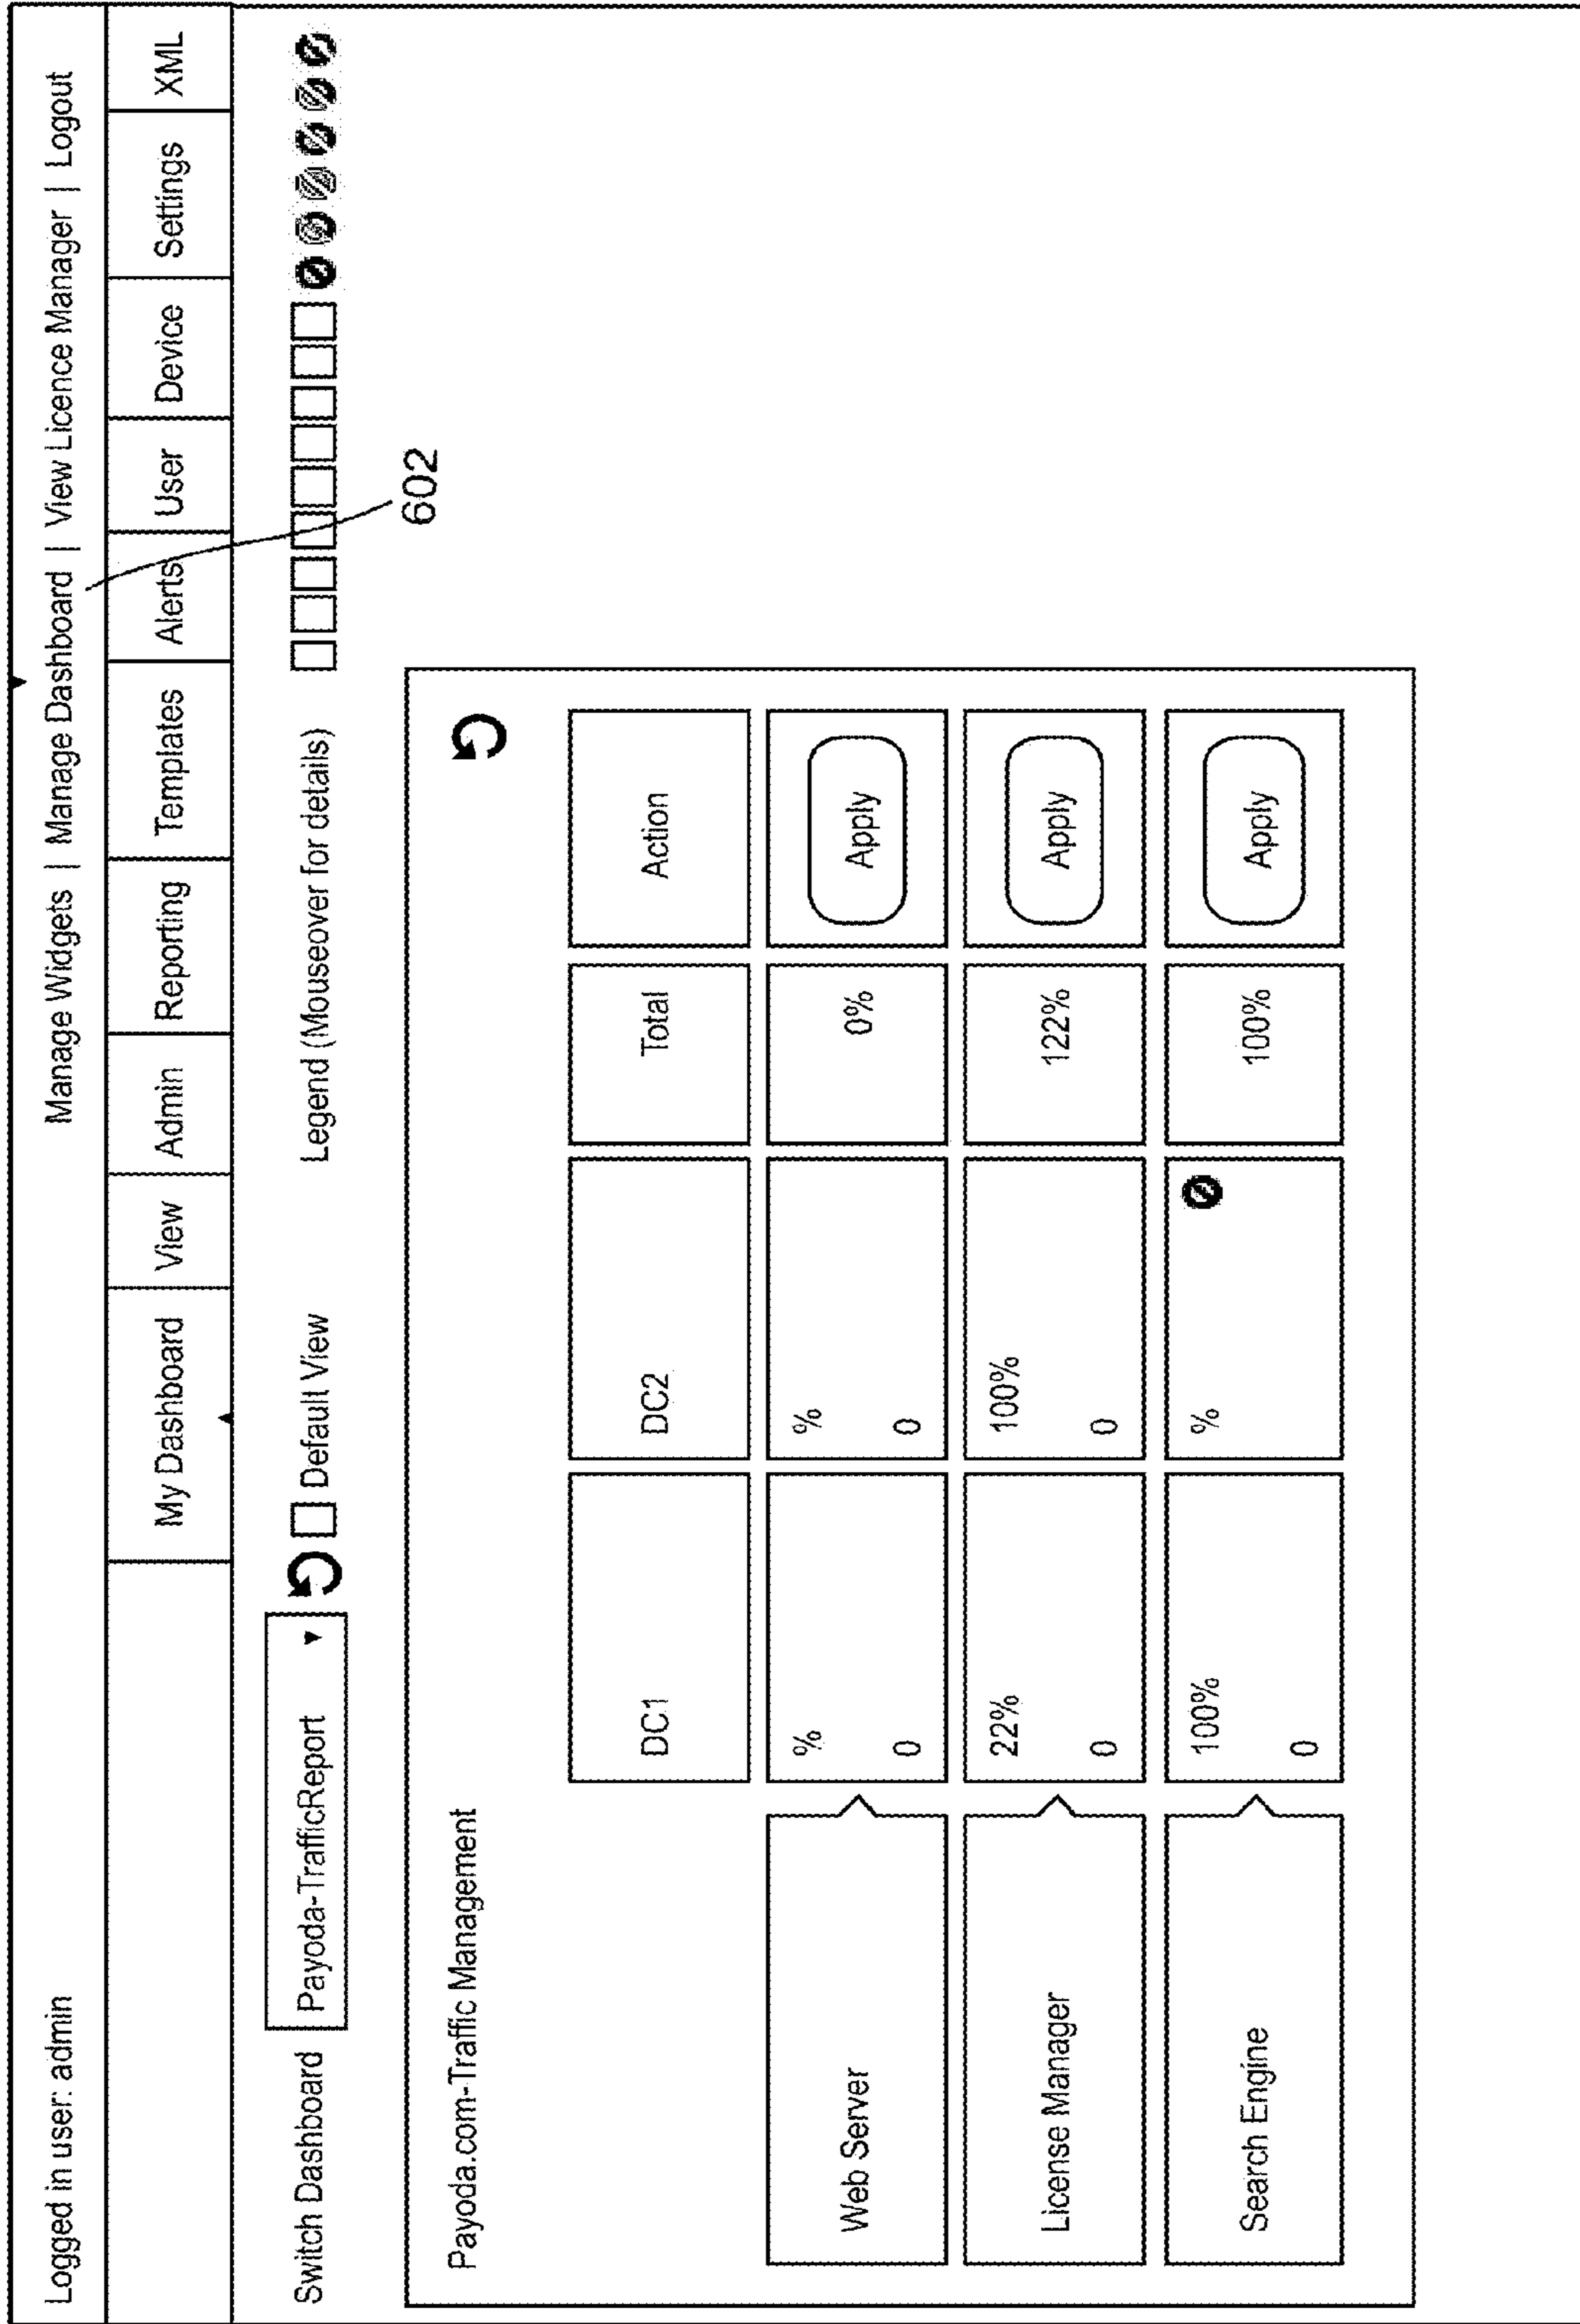 Logged in user: admin Manage Widgets | Manage Dashboard | View Licence Manager | Logout
My Dashboard View Admin Reporting Templates Alerts User Device Settings XML
Switch Dashboard Payoda-TrafficReport Default View Legend (Mouseover for details)
602
Payoda.com-Traffic Management
DC1 DC2 Total Action
Web Server % 0 % 0 0% Apply
License Manager 22% 0 100% 0 122% Apply
Search Engine 100% 0 % 100% Apply